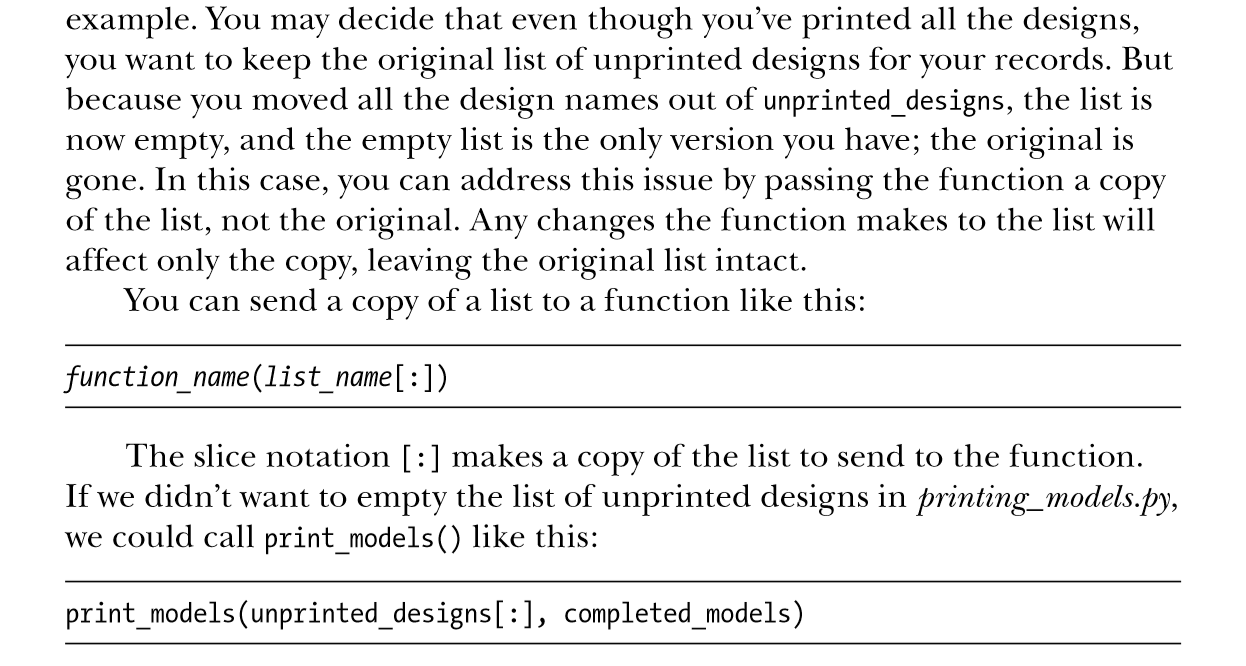 example. You may decide that even though you’ve printed all the designs,
you want to keep the original list of unprinted designs for your records. But
because you moved all the design names out of unprinted_designs, the list is
now empty, and the empty list is the only version you have; the original is
gone. In this case, you can address this issue by passing the function a copy
of the list, not the original. Any changes the function makes to the list will
affect only the copy, leaving the original list intact.
You can send a copy of a list to a function like this:
function_name(list_name[:])
The slice notation [:] makes a copy of the list to send to the function.
If we didn’t want to empty the list of unprinted designs in printing_models.py,
we could call print_models() like this:
print_models(unprinted_designs[:], completed_models)